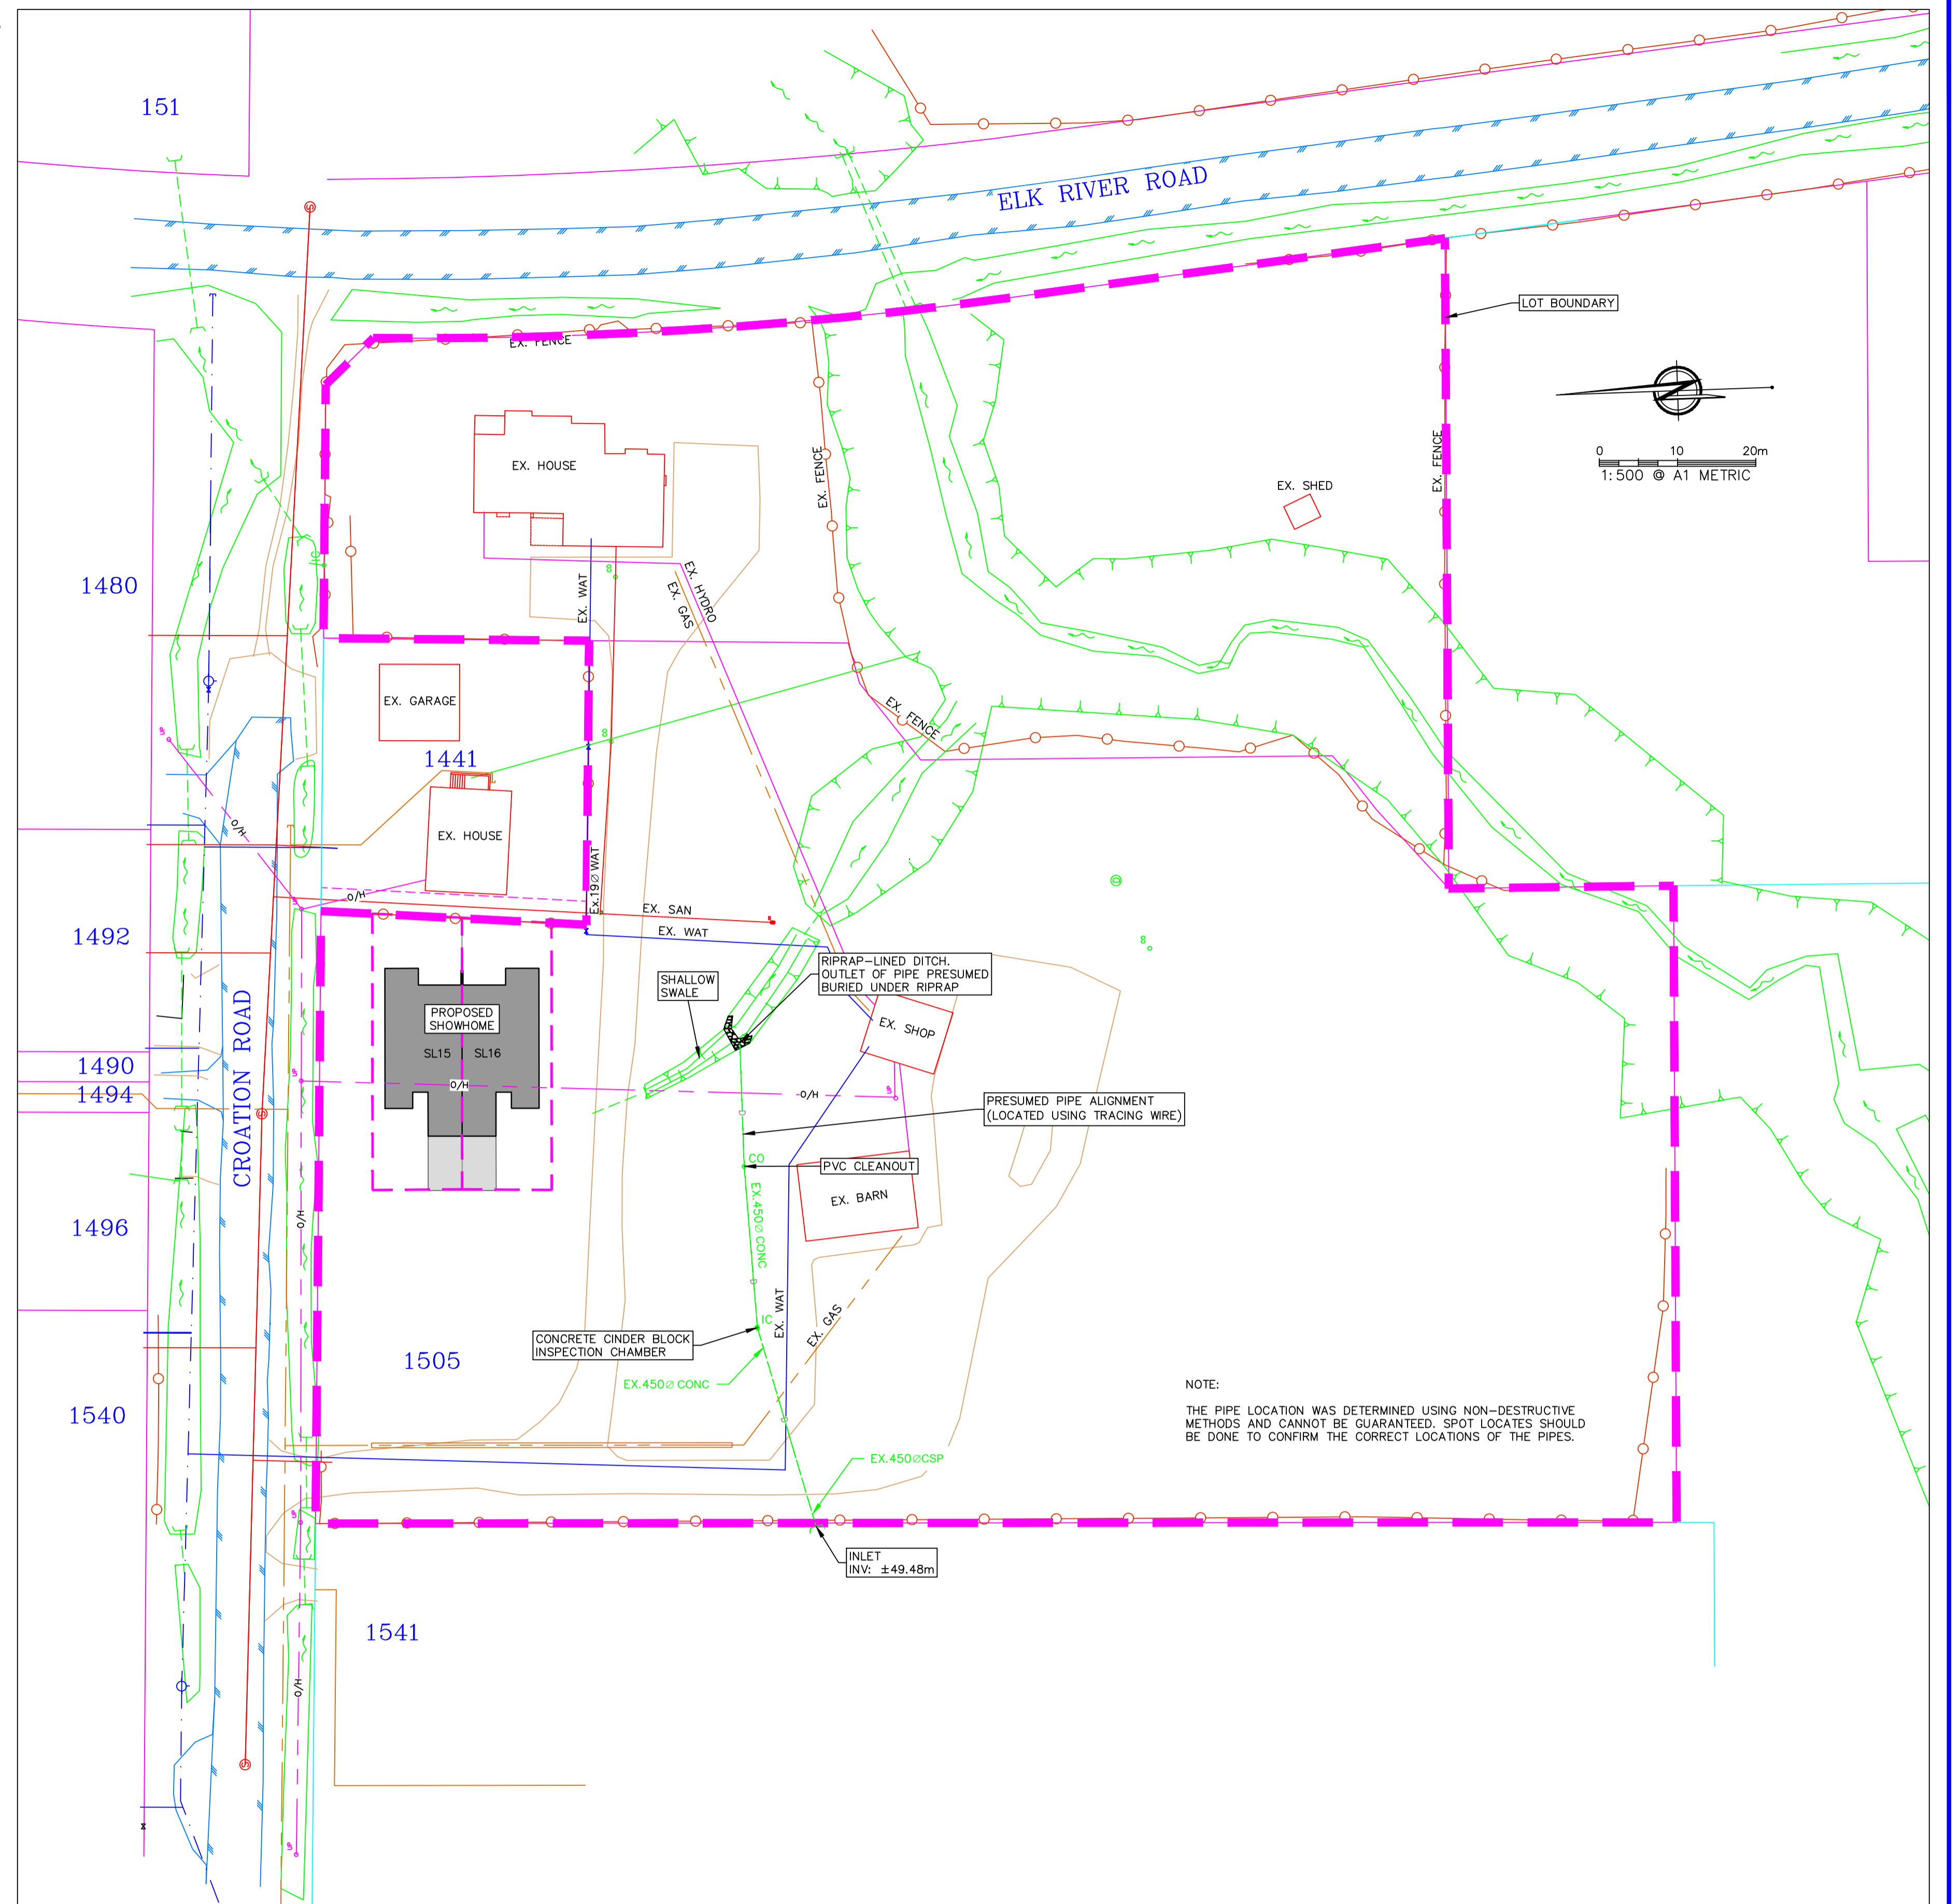 151
ELK RIVER ROAD
LOT BOUNDARY
EX. FENCE
0 10 20m
1:500 @ A1 METRIC
EX. HOUSE
EX. FENCE
EX. FENCE
EX. SHED
1480
EX. WAT
EX. HYDRO
EX. GAS
EX. GARAGE
EX. FENCE
1441
O/H
EX. HOUSE
O/H
EX.19Ø WAT
EX. SAN
EX. WAT
1492
SHALLOW
SWALE
RIPRAP-LINED DITCH.
OUTLET OF PIPE PRESUMED
BURIED UNDER RIPRAP
PROPOSED
SHOWHOME
SL15 SL16
EX. SHOP
CROATION ROAD
1490
1494
O/H
O/H
PRESUMED PIPE ALIGNMENT
(LOCATED USING TRACING WIRE)
CO
PVC CLEANOUT
EX. BARN
EX.450Ø CONC
1496
O/H
EX. WAT
EX. GAS
IC
CONCRETE CINDER BLOCK
INSPECTION CHAMBER
1505
EX.450Ø CONC
1540
NOTE:
THE PIPE LOCATION WAS DETERMINED USING NON-DESTRUCTIVE
METHODS AND CANNOT BE GUARANTEED. SPOT LOCATES SHOULD
BE DONE TO CONFIRM THE CORRECT LOCATIONS OF THE PIPES.
EX.450ØCSP
INLET
INV: ±49.48m
1541
O/H